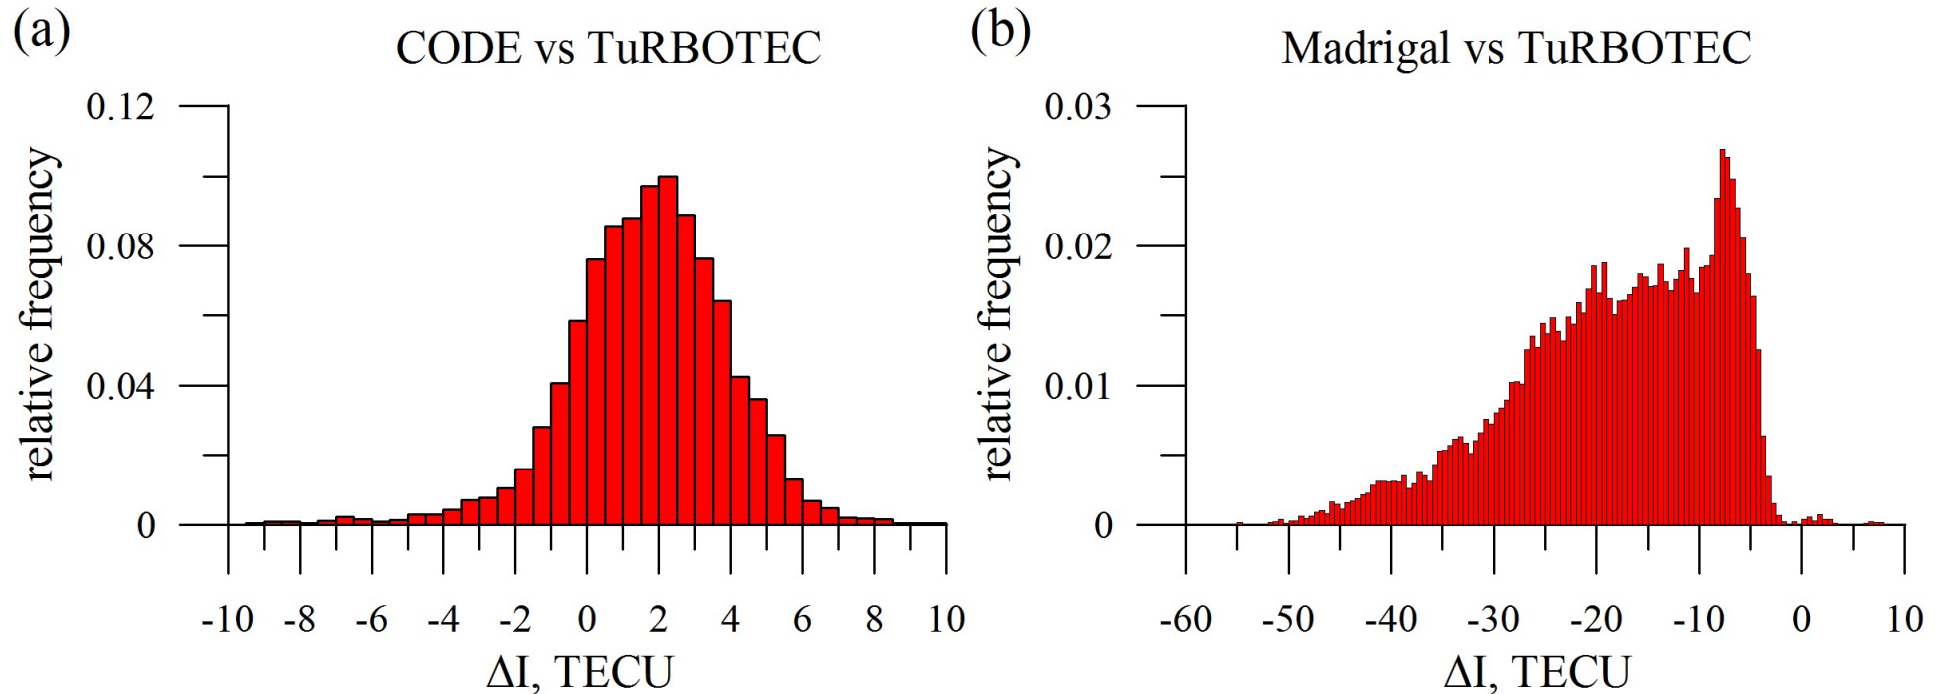 (a)
CODE vs TuRBOTEC
0.12
0.08
0.04
0
relative frequency
-10 -8 -6 -4 -2 0 2 4 6 8 10
ΔI, TECU
(b)
Madrigal vs TuRBOTEC
0.03
0.02
0.01
0
relative frequency
-60 -50 -40 -30 -20 -10 0 10
ΔI, TECU